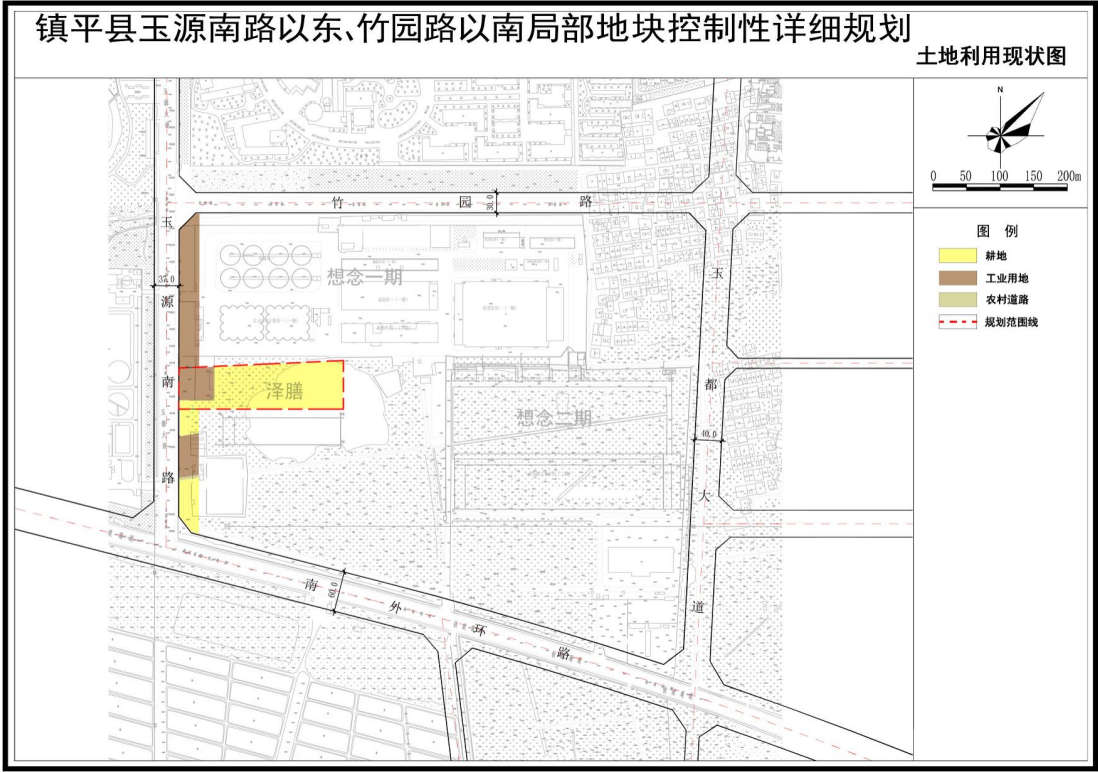 镇平县玉源南路以东、竹园路以南局部地块控制性详细规划
土地利用现状图
N
0 50 100 150 200m
图 例
耕地
工业用地
农村道路
规划范围线
竹园路
30.0
玉源南路
37.0
想念一期
泽膳
想念二期
玉都大道
40.0
南外环路
60.0